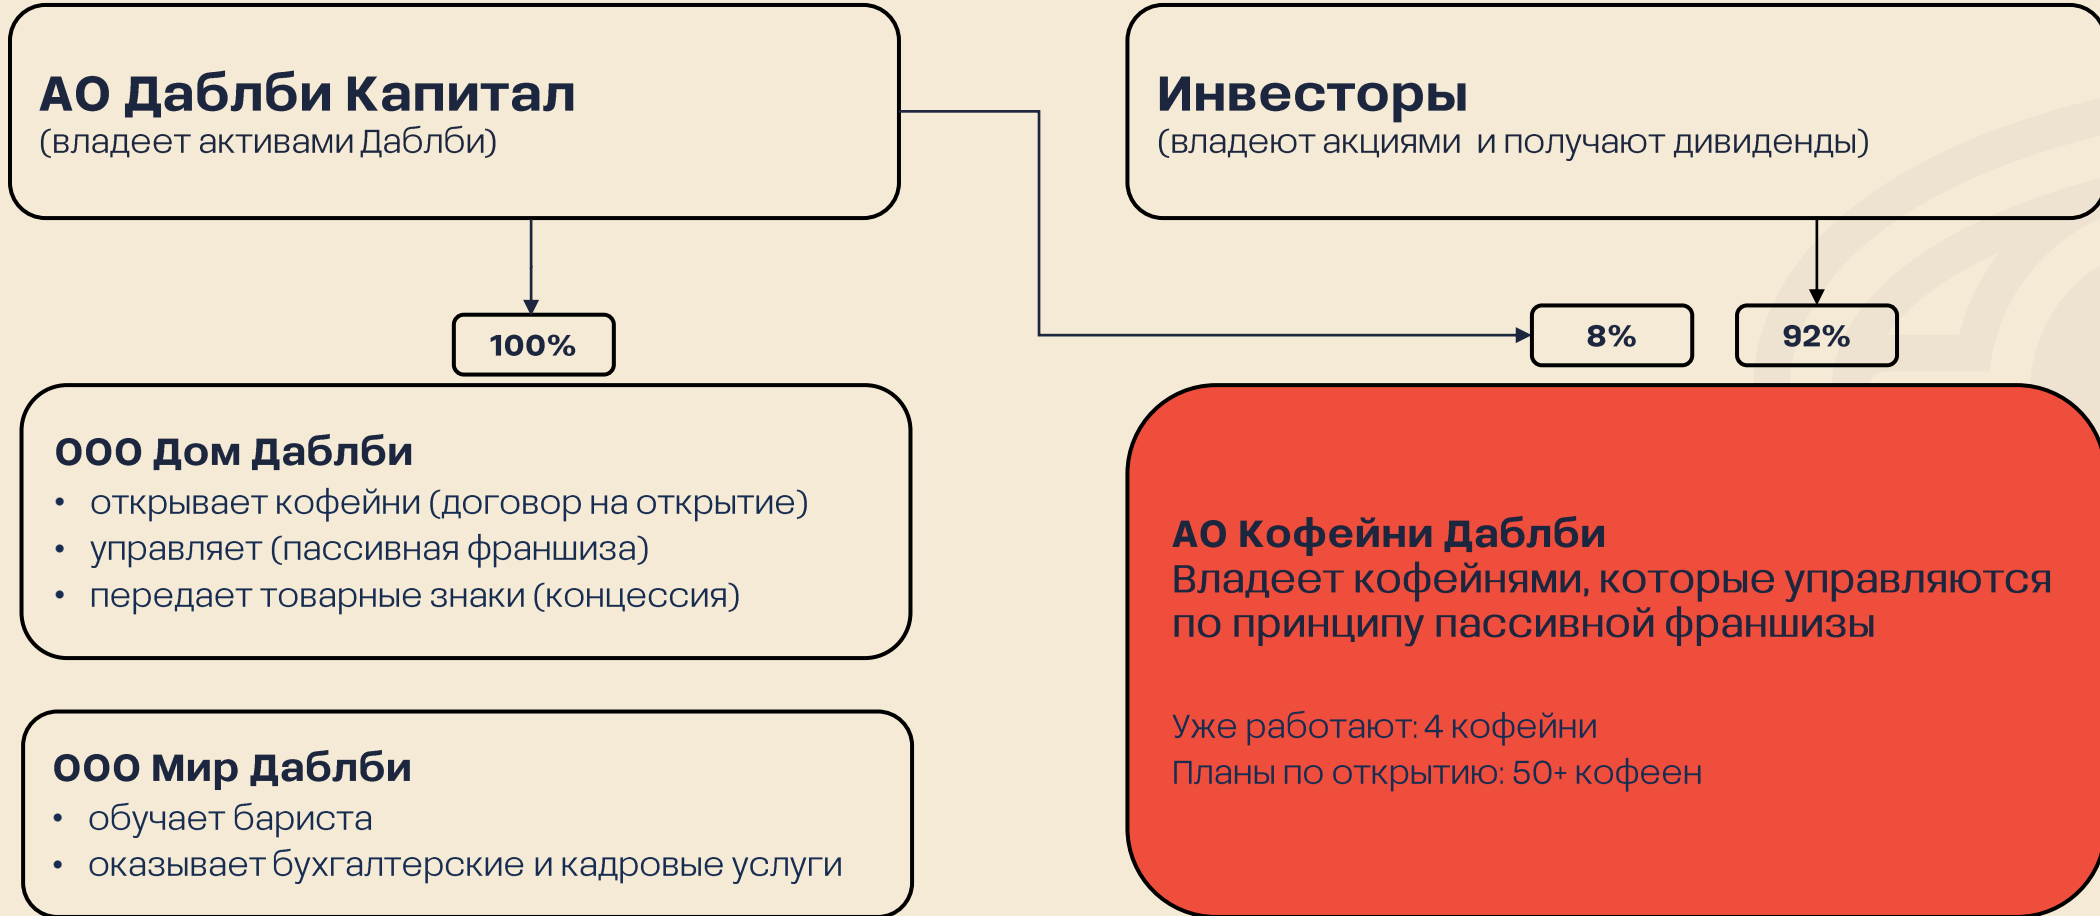 АО Даблби Капитал
(владеет активами Даблби)
Инвесторы
(владеют акциями и получают дивиденды)
100%
8%
92%
ООО Дом Даблби
• открывает кофейни (договор на открытие)
• управляет (пассивная франшиза)
• передает товарные знаки (концессия)
ООО Мир Даблби
• обучает бариста
• оказывает бухгалтерские и кадровые услуги
АО Кофейни Даблби
Владеет кофейнями, которые управляются
по принципу пассивной франшизы
Уже работают: 4 кофейни
Планы по открытию: 50+ кофеен